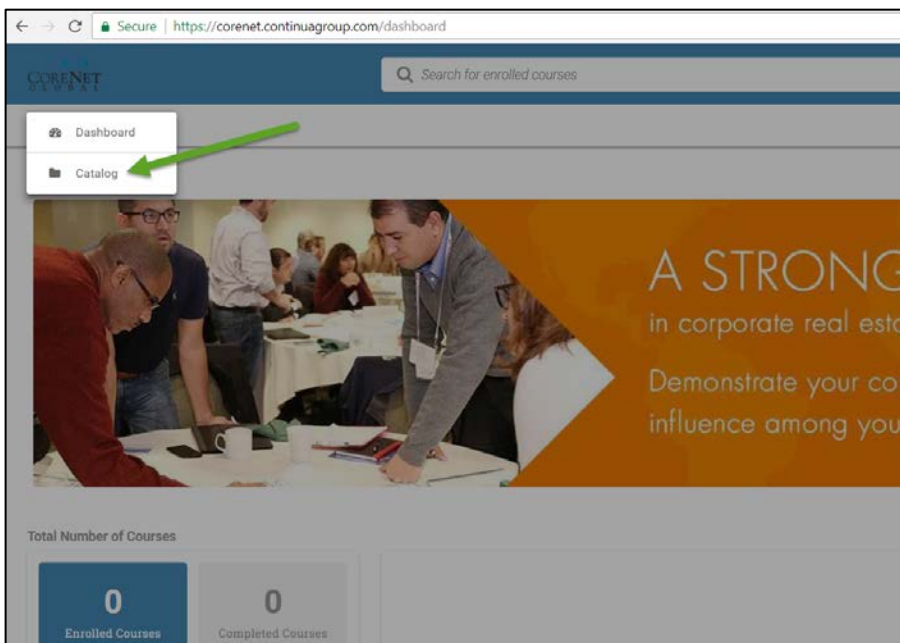 Secure | https://corenet.continuagroup.com/dashboard
CORENET
GLOBAL
Search for enrolled courses
Dashboard
Catalog
A STRONG
in corporate real esta
Demonstrate your co
influence among you
Total Number of Courses
0
Enrolled Courses
0
Completed Courses